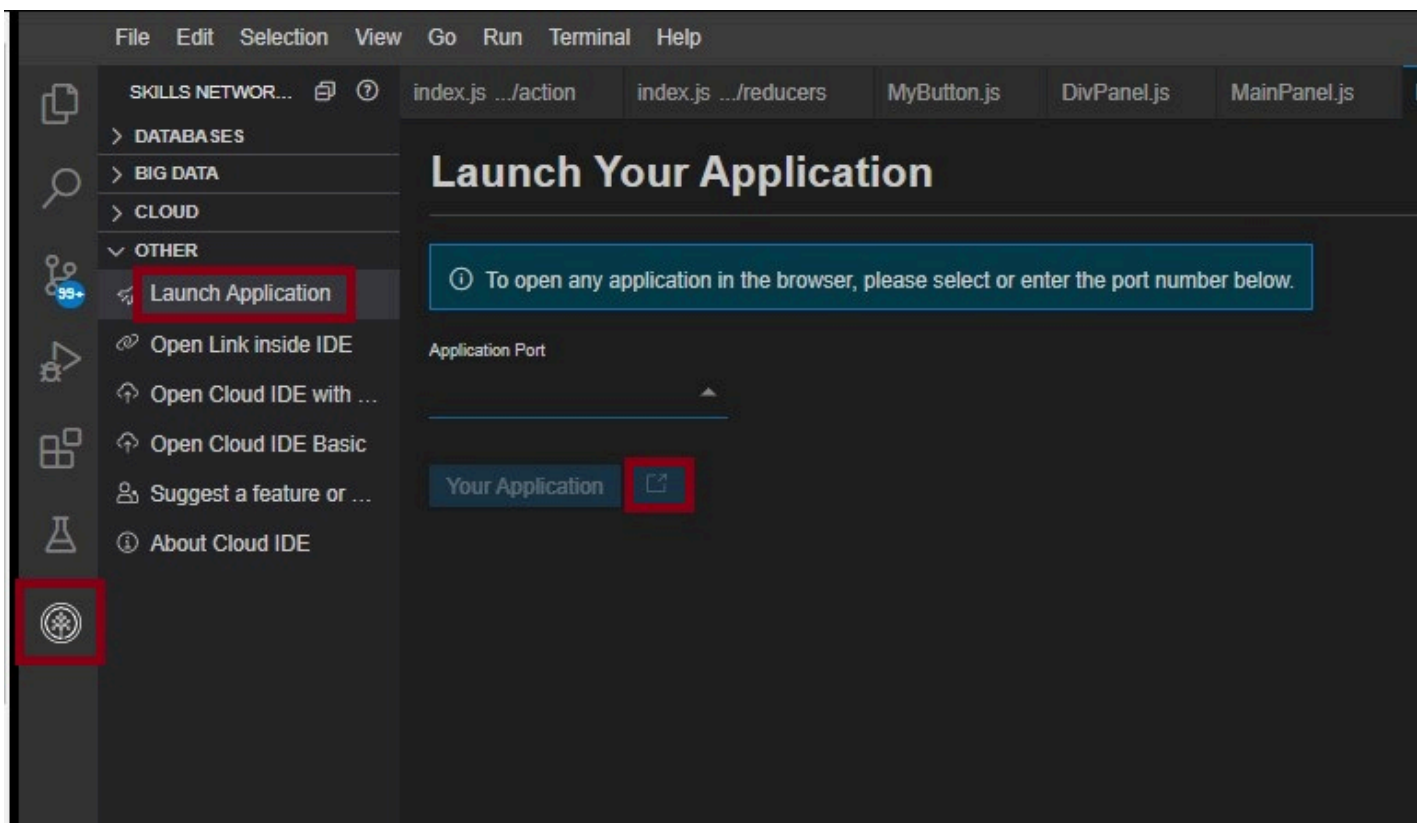 File Edit Selection View Go Run Terminal Help
SKILLS NETWOR...
index.js .../action index.js .../reducers MyButton.js DivPanel.js MainPanel.js
DATABASES
BIG DATA
CLOUD
OTHER
99+
Launch Application
Open Link inside IDE
Open Cloud IDE with ...
Open Cloud IDE Basic
Suggest a feature or ...
About Cloud IDE
Launch Your Application
To open any application in the browser, please select or enter the port number below.
Application Port
Your Application